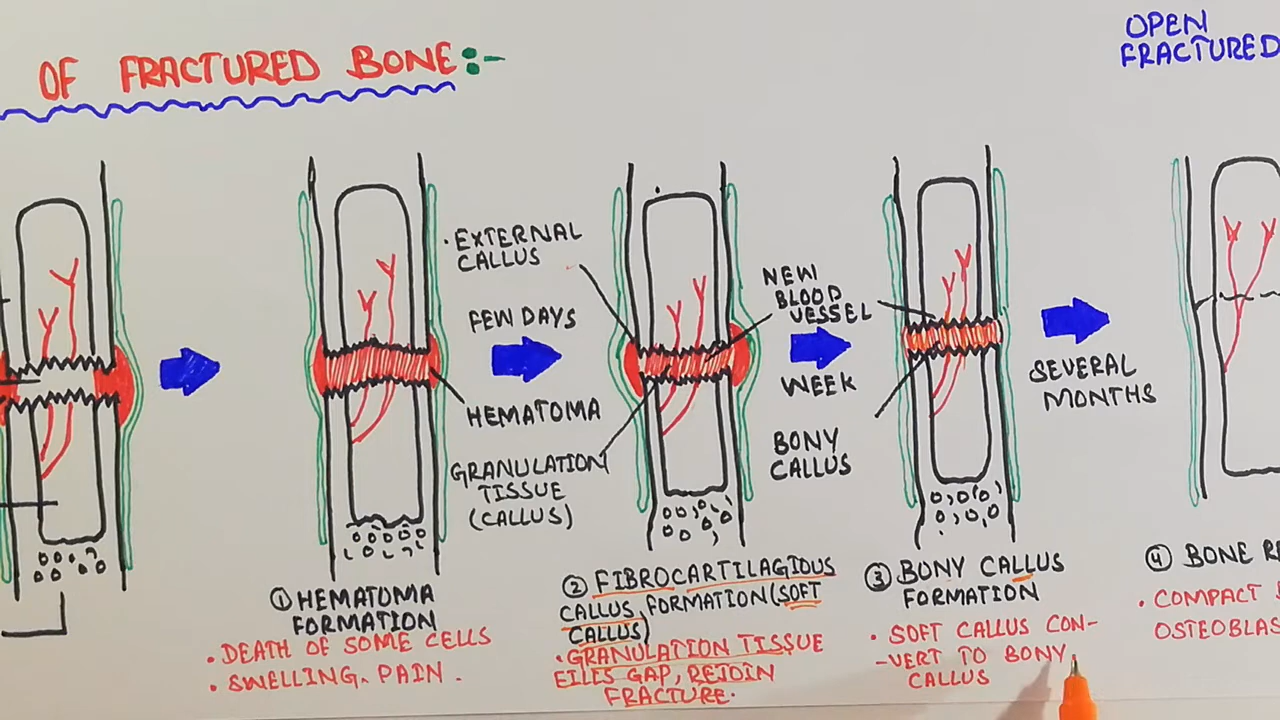 OF FRACTURED BONE:-
OPEN
FRACTURED
EXTERNAL
CALLUS
FEW DAYS
HEMATOMA
GRANULATION
TISSUE
(CALLUS)
NEW
BLOOD
VESSEL
WEEK
BONY
CALLUS
SEVERAL
MONTHS
① HEMATOMA
FORMATION
• DEATH OF SOME CELLS
• SWELLING, PAIN.
② FIBROCARTILAGIOUS
CALLUS FORMATION (SOFT
CALLUS)
• GRANULATION TISSUE
FILLS GAP, REJOIN
FRACTURE.
③ BONY CALLUS
FORMATION
• SOFT CALLUS CON-
-VERT TO BONY
CALLUS
④ BONE RE
• COMPACT
OSTEOBLAS